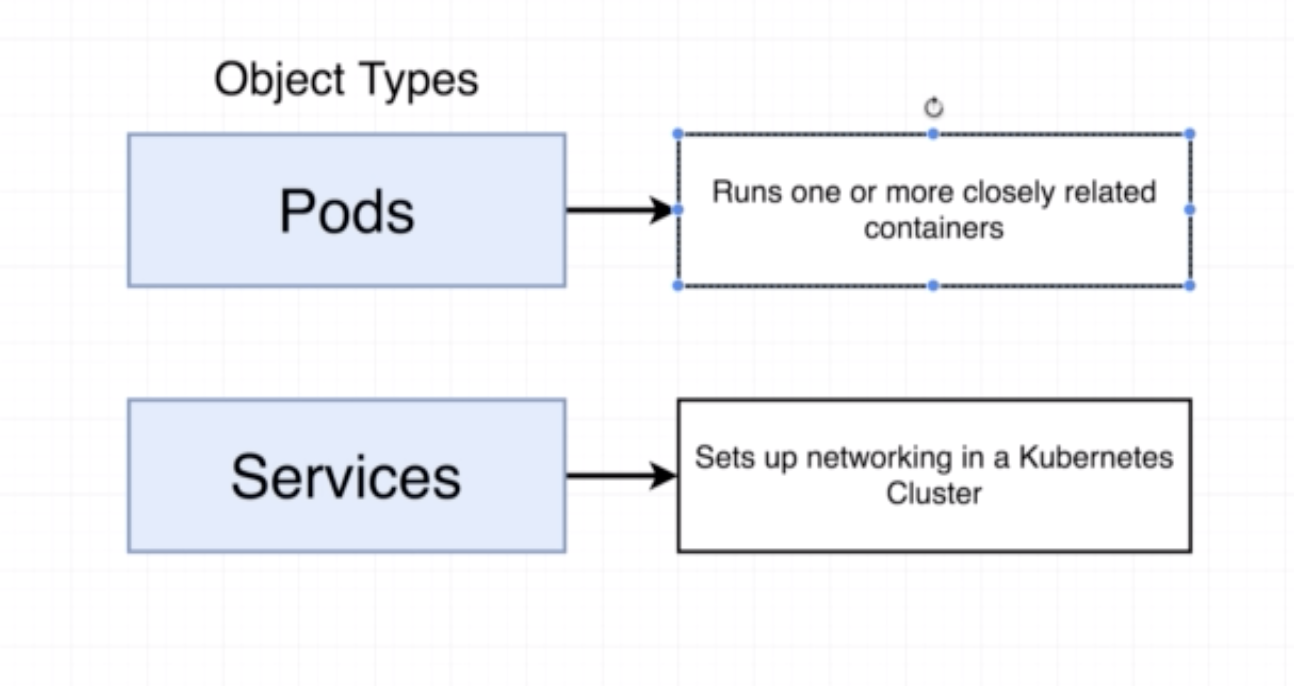 Object Types
Pods
Runs one or more closely related
containers
Services
Sets up networking in a Kubernetes
Cluster